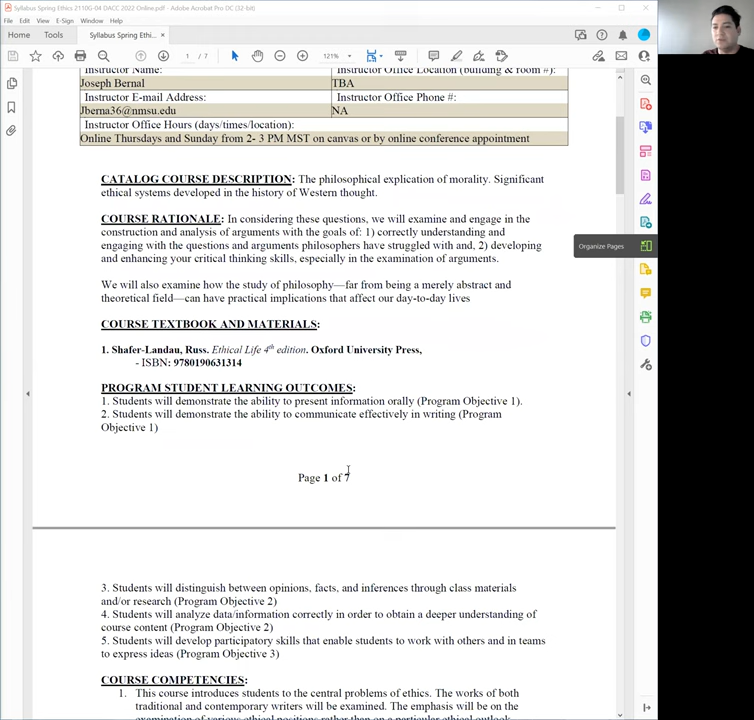 Syllabus Spring Ethics 2110G-04 DACC 2022 Online.pdf - Adobe Acrobat Pro DC (32-bit)
File Edit View E-Sign Window Help
Home Tools Syllabus Spring Ethics 21... ×
1 / 7 121%
Instructor Name: Instructor Office Location (building & room #):
Joseph Bernal TBA
Instructor E-mail Address: Instructor Office Phone #:
Jberna36@nmsu.edu NA
Instructor Office Hours (days/times/location):
Online Thursdays and Sunday from 2- 3 PM MST on canvas or by online conference appointment
CATALOG COURSE DESCRIPTION: The philosophical explication of morality. Significant
ethical systems developed in the history of Western thought.
COURSE RATIONALE: In considering these questions, we will examine and engage in the
construction and analysis of arguments with the goals of: 1) correctly understanding and
engaging with the questions and arguments philosophers have struggled with and, 2) developing
and enhancing your critical thinking skills, especially in the examination of arguments.
Organize Pages
We will also examine how the study of philosophy—far from being a merely abstract and
theoretical field—can have practical implications that affect our day-to-day lives
COURSE TEXTBOOK AND MATERIALS:
1. Shafer-Landau, Russ. Ethical Life 4th edition. Oxford University Press,
- ISBN: 9780190631314
PROGRAM STUDENT LEARNING OUTCOMES:
1. Students will demonstrate the ability to present information orally (Program Objective 1).
2. Students will demonstrate the ability to communicate effectively in writing (Program
Objective 1)
Page 1 of 7
3. Students will distinguish between opinions, facts, and inferences through class materials
and/or research (Program Objective 2)
4. Students will analyze data/information correctly in order to obtain a deeper understanding of
course content (Program Objective 2)
5. Students will develop participatory skills that enable students to work with others and in teams
to express ideas (Program Objective 3)
COURSE COMPETENCIES:
1. This course introduces students to the central problems of ethics. The works of both
traditional and contemporary writers will be examined. The emphasis will be on the
examination of various ethical positions rather than on a particular ethical outlook